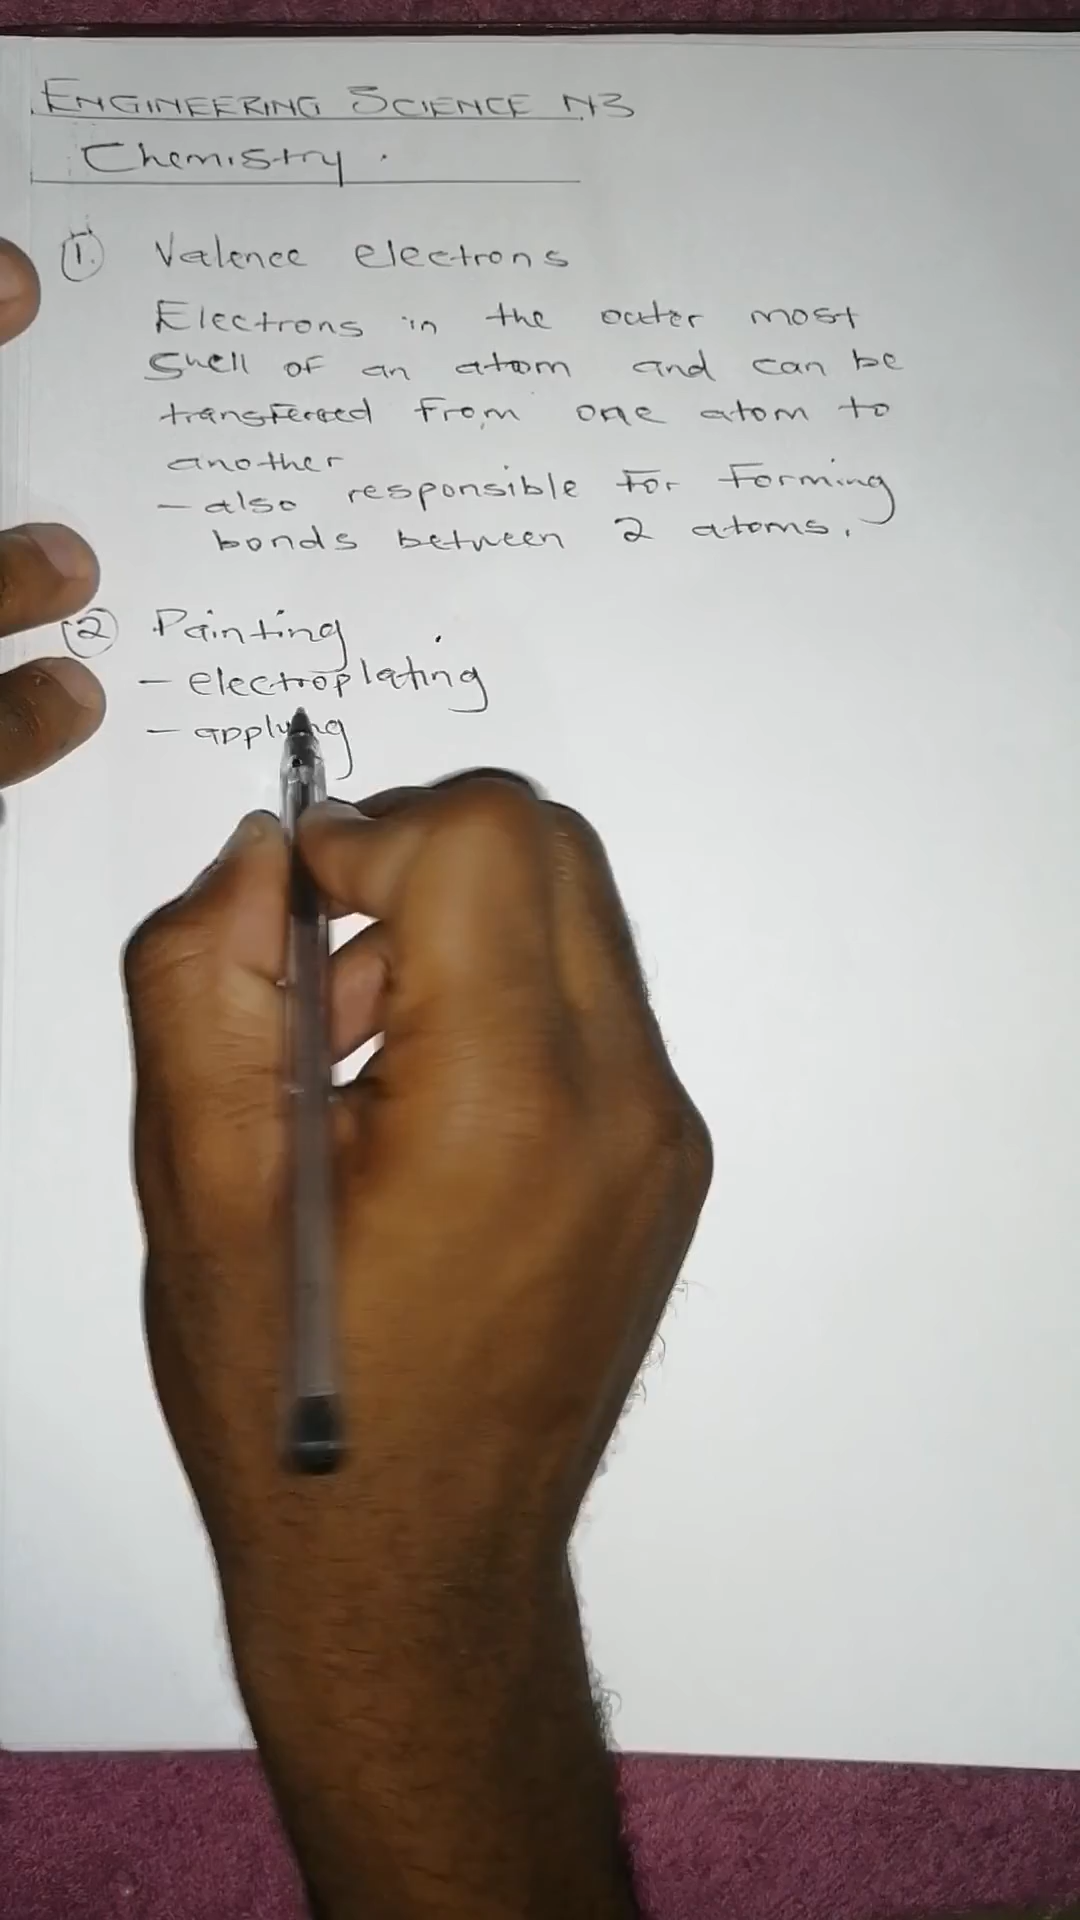 ENGINEERING SCIENCE N3
Chemistry.
1. Valence electrons
Electrons in the outer most
shell of an atom and can be
transferred from one atom to
another
- also responsible for forming
bonds between 2 atoms.
2 Painting
- electroplating
- applying